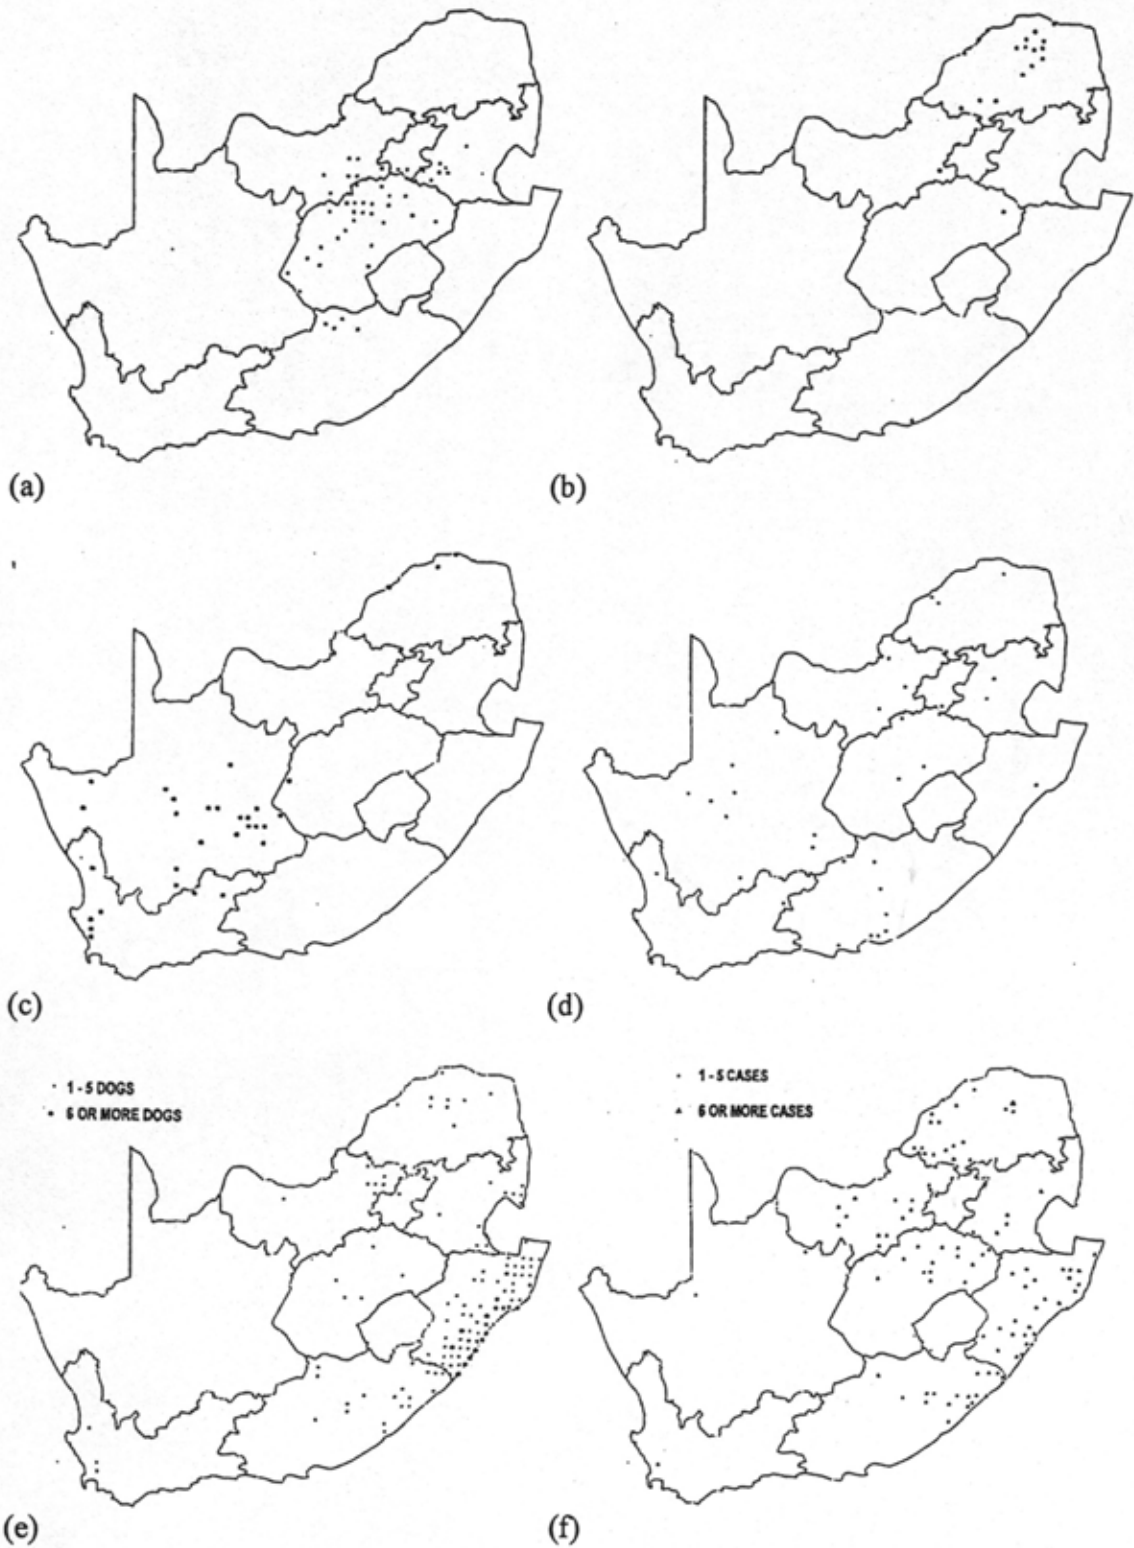 (a)
(b)
(c)
(d)
1 - 5 DOGS
6 OR MORE DOGS
1 - 5 CASES
6 OR MORE CASES
(e)
(f)